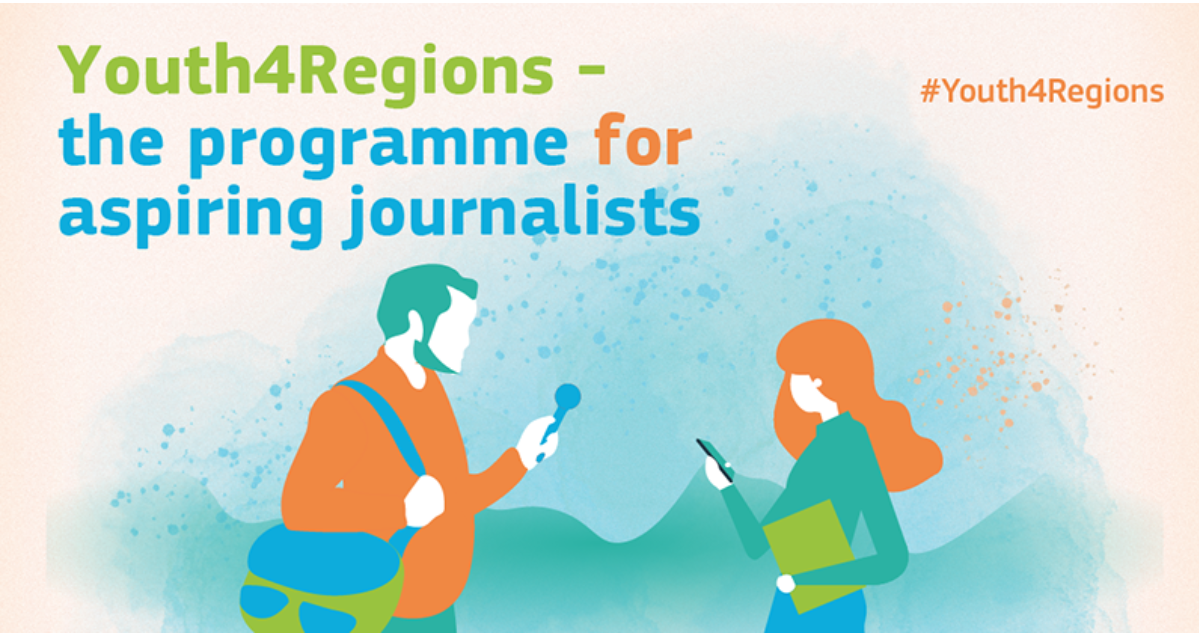 Youth4Regions -
the programme for
aspiring journalists
#Youth4Regions